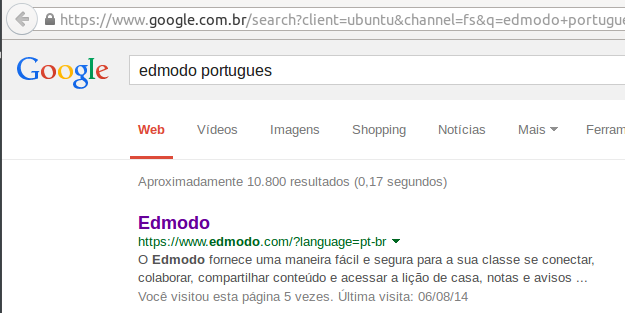 https://www.google.com.br/search?client=ubuntu&channel=fs&q=edmodo+portugue
Google edmodo portugues
Web Vídeos Imagens Shopping Notícias Mais Ferram
Aproximadamente 10.800 resultados (0,17 segundos)
Edmodo
https://www.edmodo.com/?language=pt-br
O Edmodo fornece uma maneira fácil e segura para a sua classe se conectar,
colaborar, compartilhar conteúdo e acessar a lição de casa, notas e avisos ...
Você visitou esta página 5 vezes. Última visita: 06/08/14